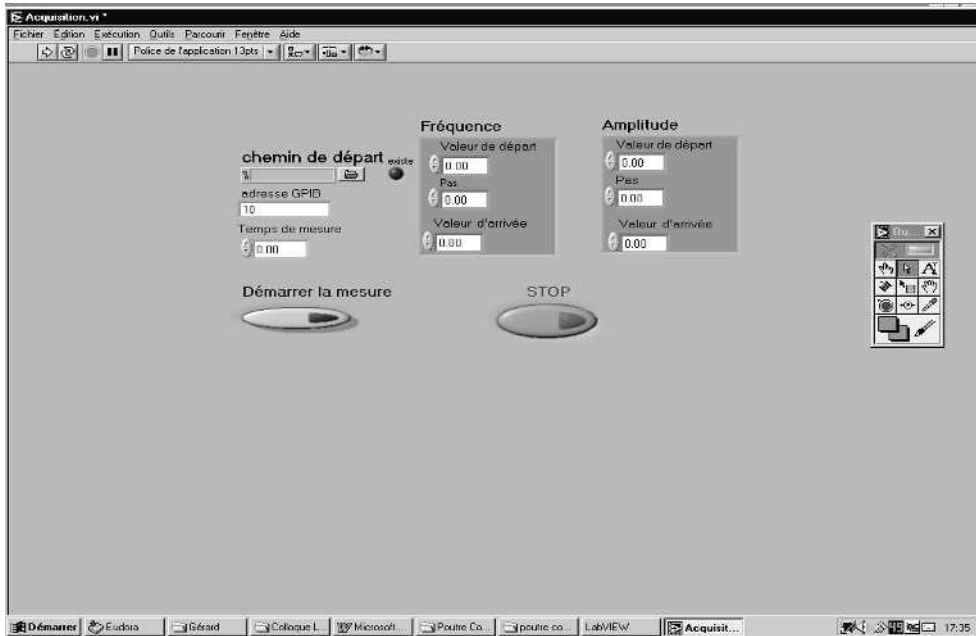 Acquisition.vi *
Fichier Edition Exécution Outils Parcourir Fenêtre Aide
Police de l'application 13pts
Fréquence
Amplitude
chemin de départ
existe
Valeur de départ
Valeur de départ
%
0.00
0.00
adresse GPID
Pas
Pas
10
0.00
0.00
Temps de mesure
Valeur d'arrivée
Valeur d'arrivée
0.00
0.00
0.00
Démarrer la mesure
STOP
Démarrer Eudora Gérard Colloque L... Microsoft... Poutre Co... poutre co... LabVIEW Acquisit... 17:35